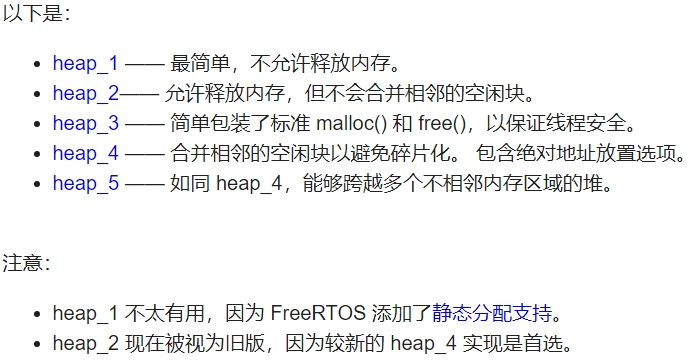 以下是：
• heap_1 —— 最简单，不允许释放内存。
• heap_2—— 允许释放内存，但不会合并相邻的空闲块。
• heap_3 —— 简单包装了标准 malloc() 和 free()，以保证线程安全。
• heap_4 —— 合并相邻的空闲块以避免碎片化。 包含绝对地址放置选项。
• heap_5 —— 如同 heap_4，能够跨越多个不相邻内存区域的堆。
注意：
• heap_1 不太有用，因为 FreeRTOS 添加了静态分配支持。
• heap_2 现在被视为旧版，因为较新的 heap_4 实现是首选。